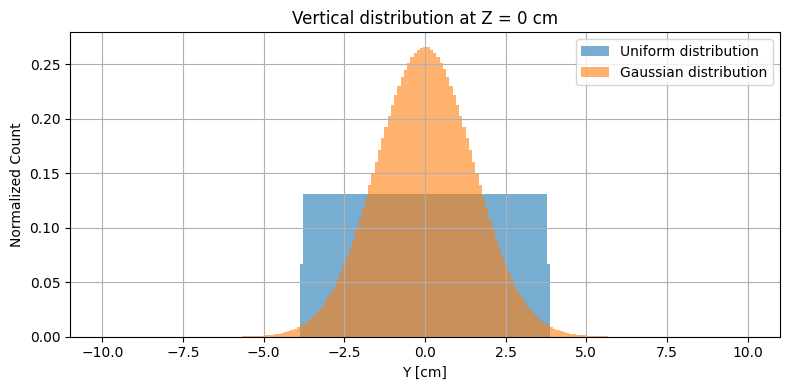 Vertical distribution at Z = 0 cm
Uniform distribution
Gaussian distribution
Normalized Count
0.25
0.20
0.15
0.10
0.05
0.00
−10.0 −7.5 −5.0 −2.5 0.0 2.5 5.0 7.5 10.0
Y [cm]